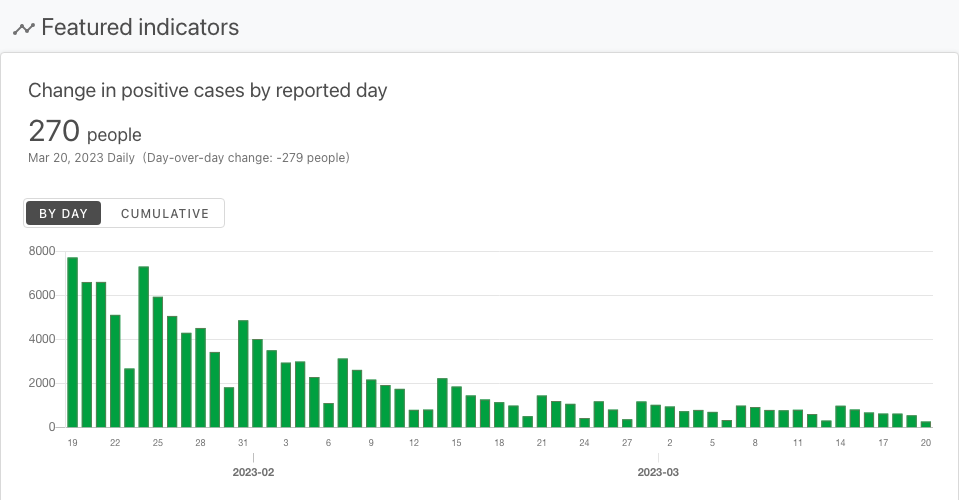 Featured indicators
Change in positive cases by reported day
270 people
Mar 20, 2023 Daily (Day-over-day change: -279 people)
BY DAY CUMULATIVE
8000
6000
4000
2000
0
19 22 25 28 31 3 6 9 12 15 18 21 24 27 2 5 8 11 14 17 20
2023-02 2023-03